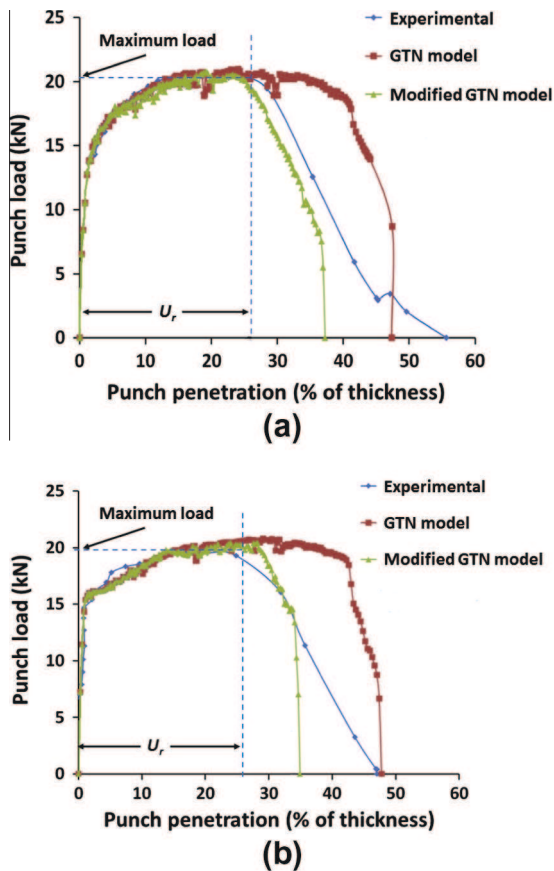 (a)
Experimental
GTN model
Modified GTN model
Maximum load
Punch load (kN)
25
20
15
10
5
0
U_r
0 10 20 30 40 50 60
Punch penetration (% of thickness)
(a)
Experimental
GTN model
Modified GTN model
Maximum load
Punch load (kN)
25
20
15
10
5
0
U_r
0 10 20 30 40 50 60
Punch penetration (% of thickness)
(b)